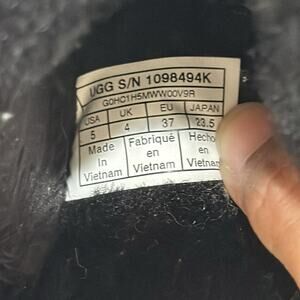 UGG S/N 1098494K
G0HC1H5MWW00V9R
USA UK EU JAPAN
5 4 37 23.5
Made Fabriqué Hecho
in en en
Vietnam Vietnam Vietnam